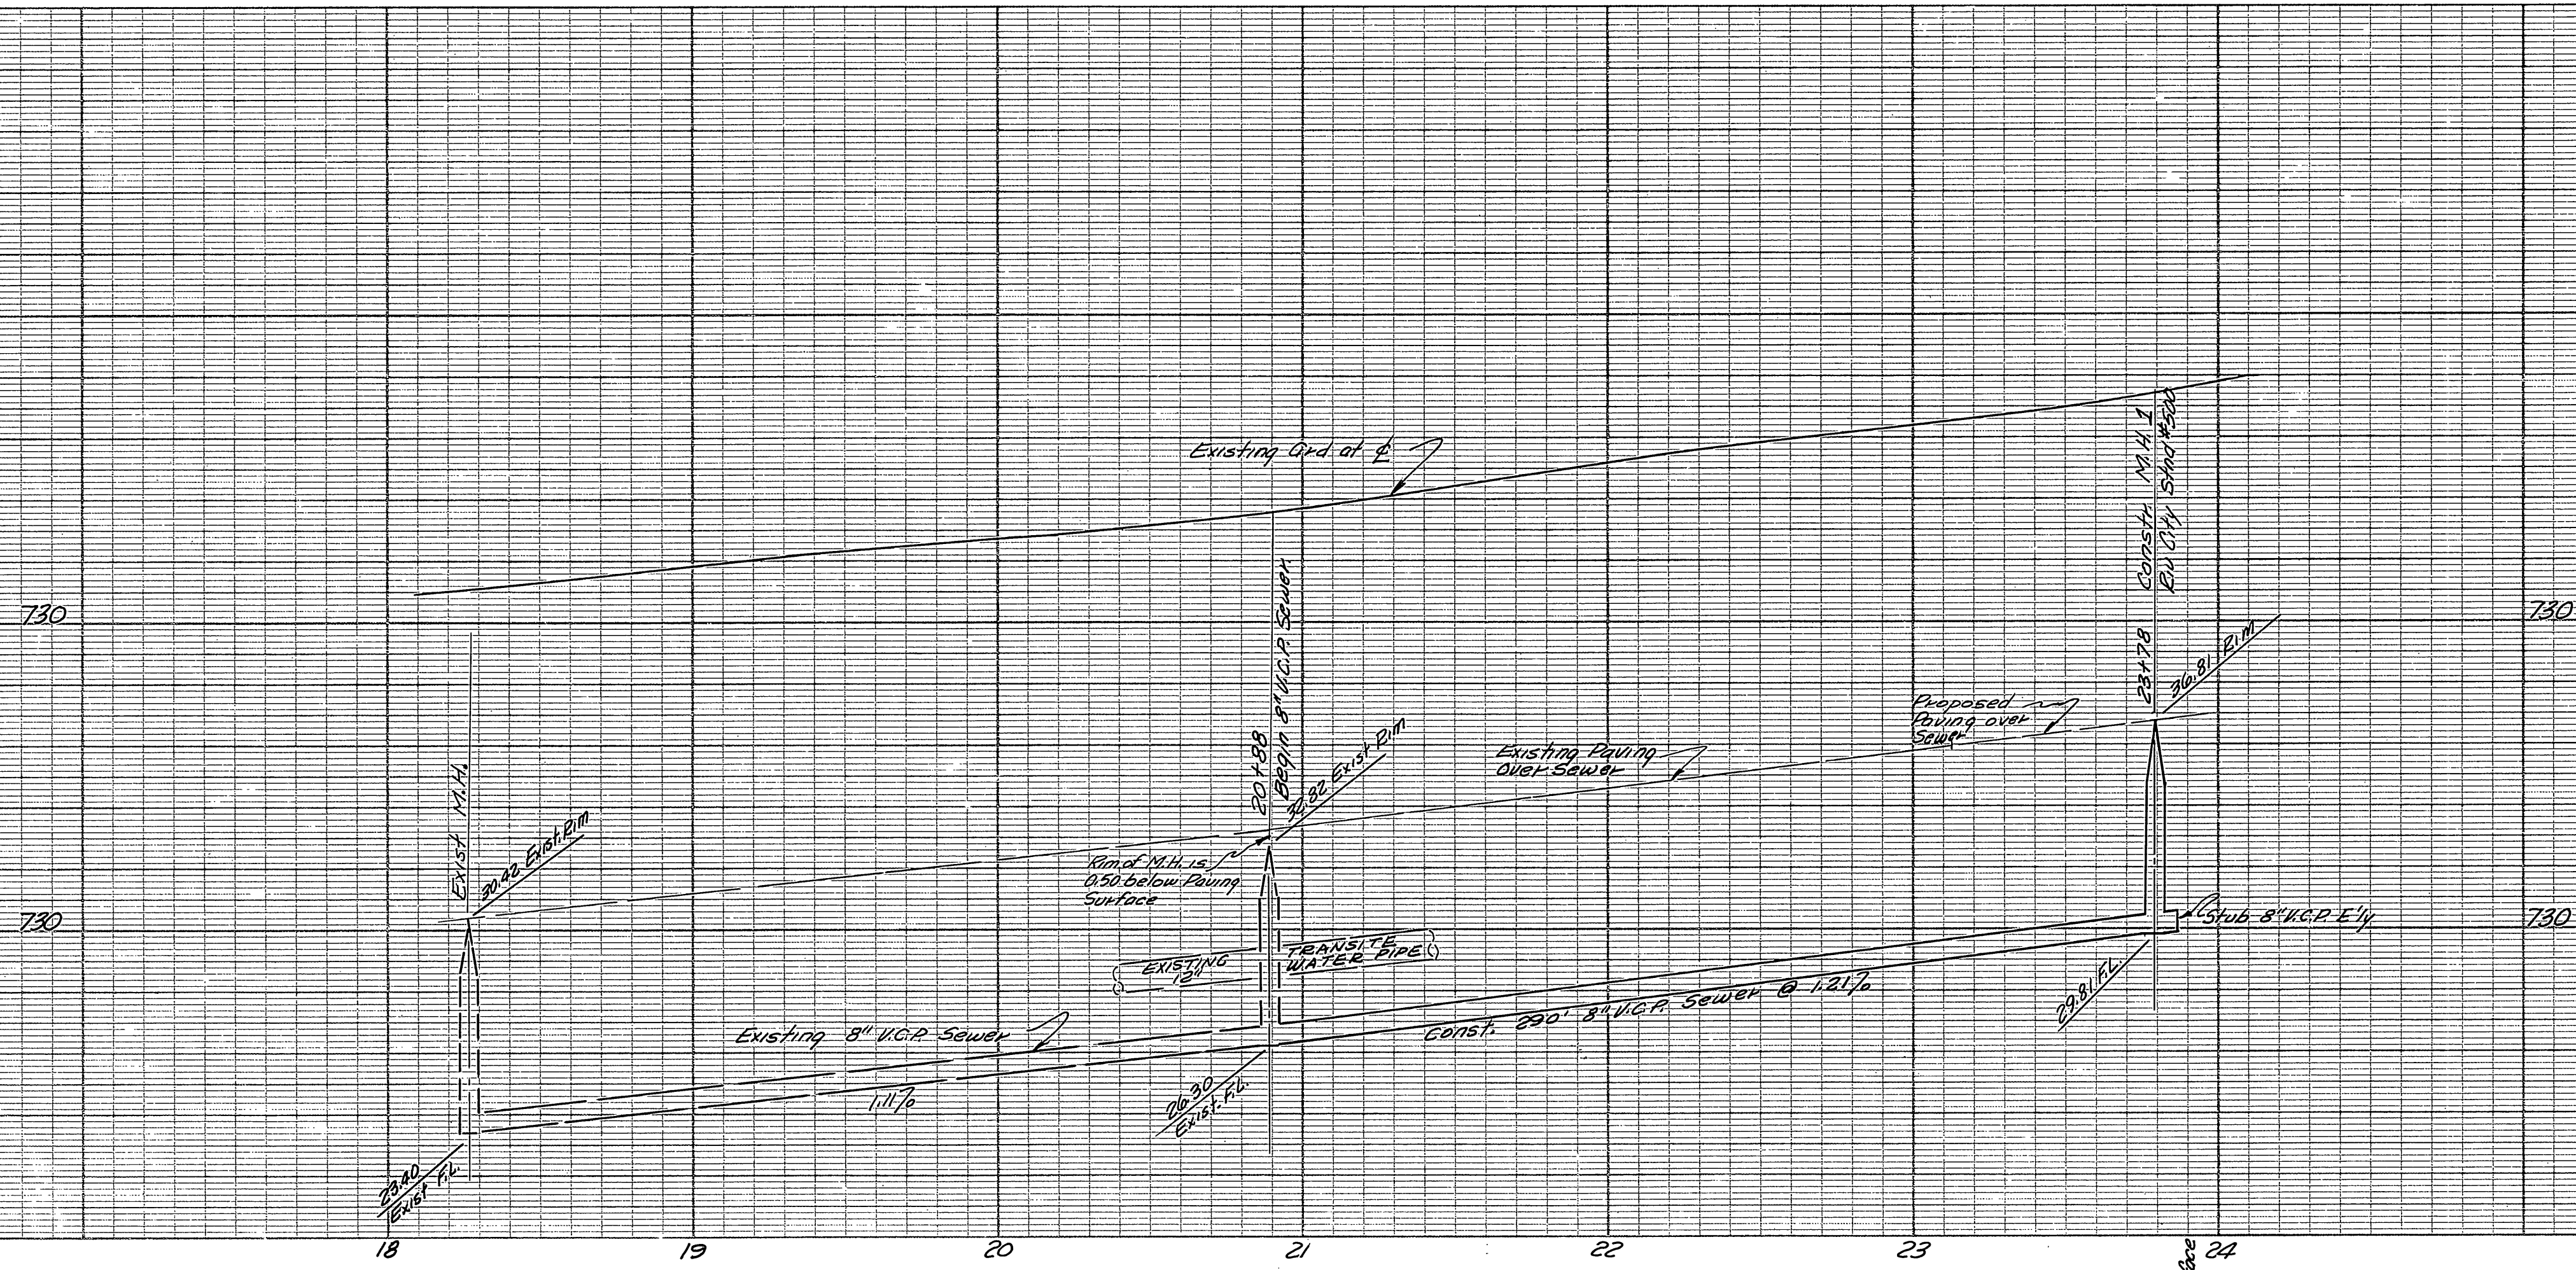 Existing Grd at ℄
Constr. M.H. 1
Riv City Stnd #500
23+78
730
730
Begin 8" V.C.P. Sewer.
20+88
36.81 Rim
Proposed
Paving over
Sewer
Existing Paving
Over Sewer
32.82 Exist Rim
Exist M.H.
30.42 Exist. Rim
Rim of M.H. is
0.50 below Paving
Surface
730
730
Stub 8" V.C.P. E'ly
EXISTING
12"
TRANSITE
WATER PIPE
29.81 F.L.
Const. 290' 8" V.C.P. Sewer @ 1.21%
Existing 8" V.C.P. Sewer
1.11%
26.30
Exist. F.L.
23.40
Exist F.L.
18 19 20 21 22 23 24